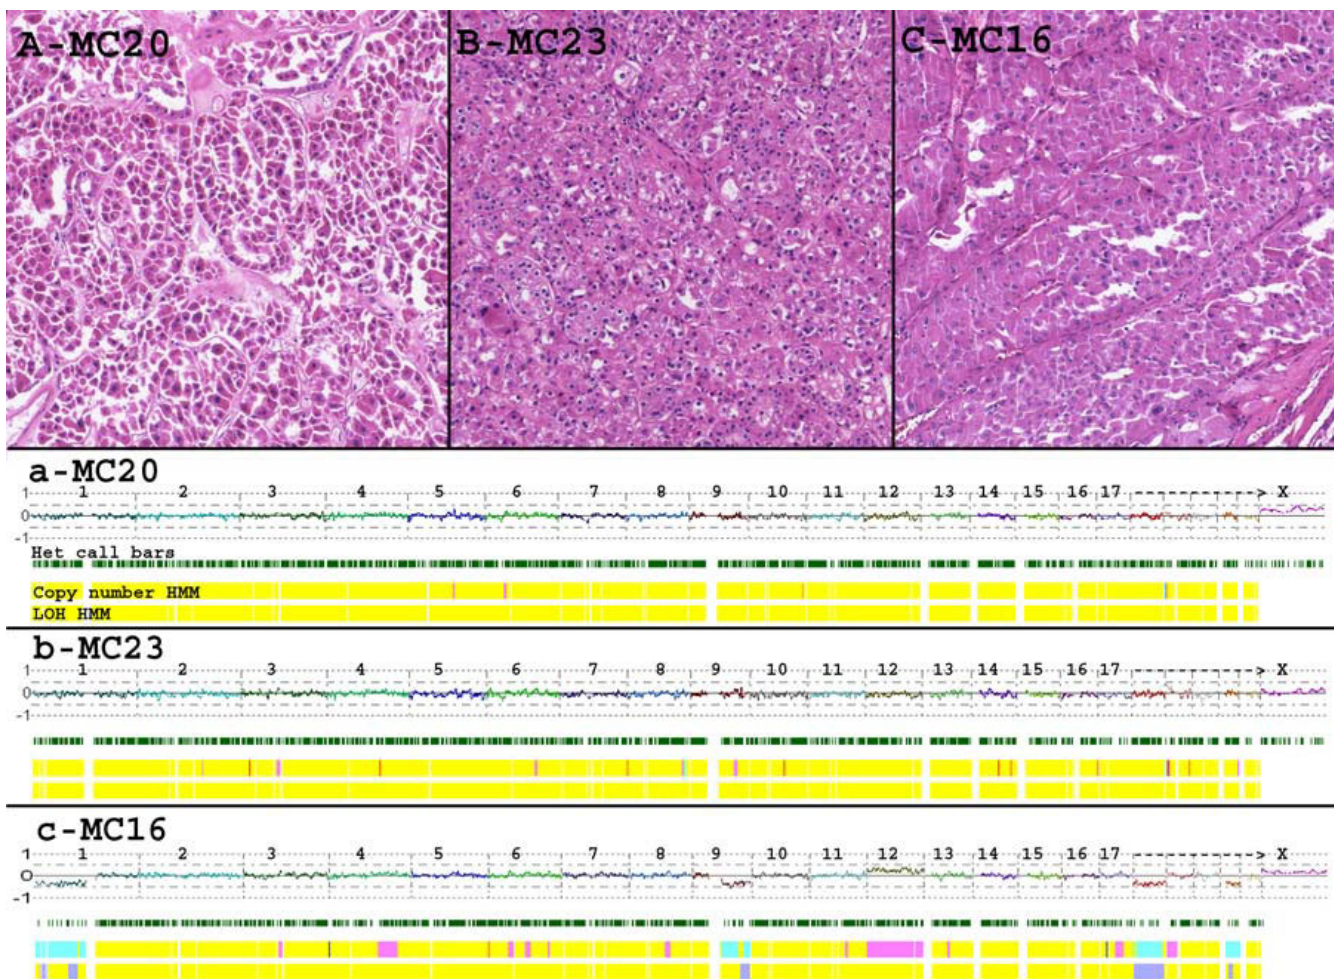 A-MC20 B-MC23 C-MC16
a-MC20
1 1 2 3 4 5 6 7 8 9 10 11 12 13 14 15 16 17 -----------> X
0
-1
Het call bars
Copy number HMM
LOH HMM
b-MC23
1 1 2 3 4 5 6 7 8 9 10 11 12 13 14 15 16 17 -----------> X
0
-1
c-MC16
1 1 2 3 4 5 6 7 8 9 10 11 12 13 14 15 16 17 -----------> X
0
-1